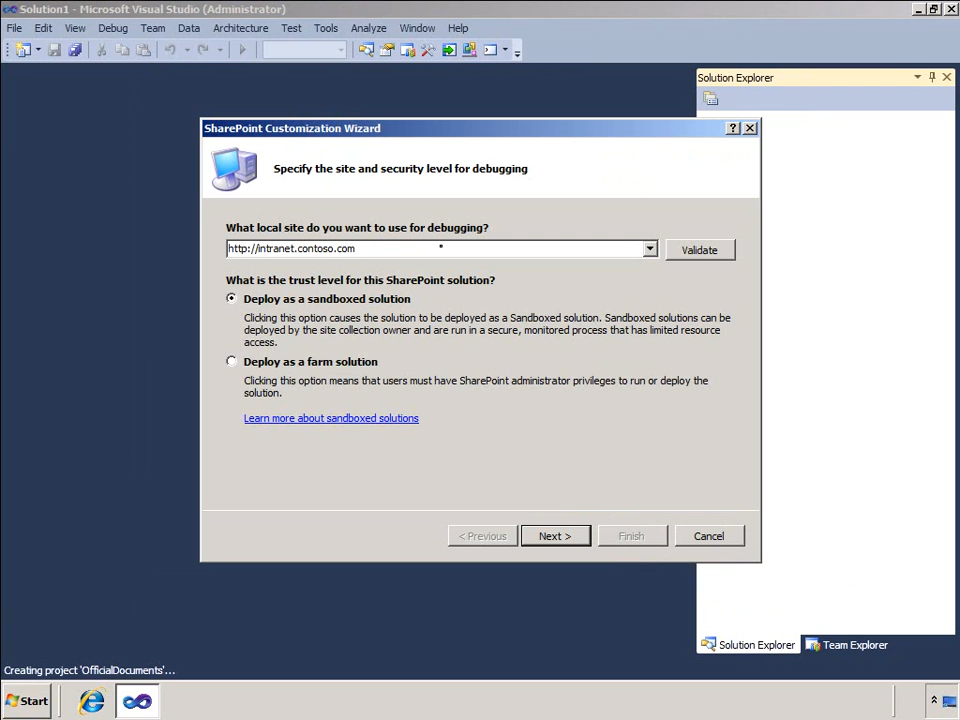 Solution1 - Microsoft Visual Studio (Administrator)
File Edit View Debug Team Data Architecture Test Tools Analyze Window Help
Solution Explorer
SharePoint Customization Wizard
Specify the site and security level for debugging
What local site do you want to use for debugging?
http://intranet.contoso.com
Validate
What is the trust level for this SharePoint solution?
Deploy as a sandboxed solution
Clicking this option causes the solution to be deployed as a Sandboxed solution. Sandboxed solutions can be
deployed by the site collection owner and are run in a secure, monitored process that has limited resource
access.
Deploy as a farm solution
Clicking this option means that users must have SharePoint administrator privileges to run or deploy the
solution.
Learn more about sandboxed solutions
< Previous Next > Finish Cancel
Solution Explorer Team Explorer
Creating project 'OfficialDocuments'...
Start